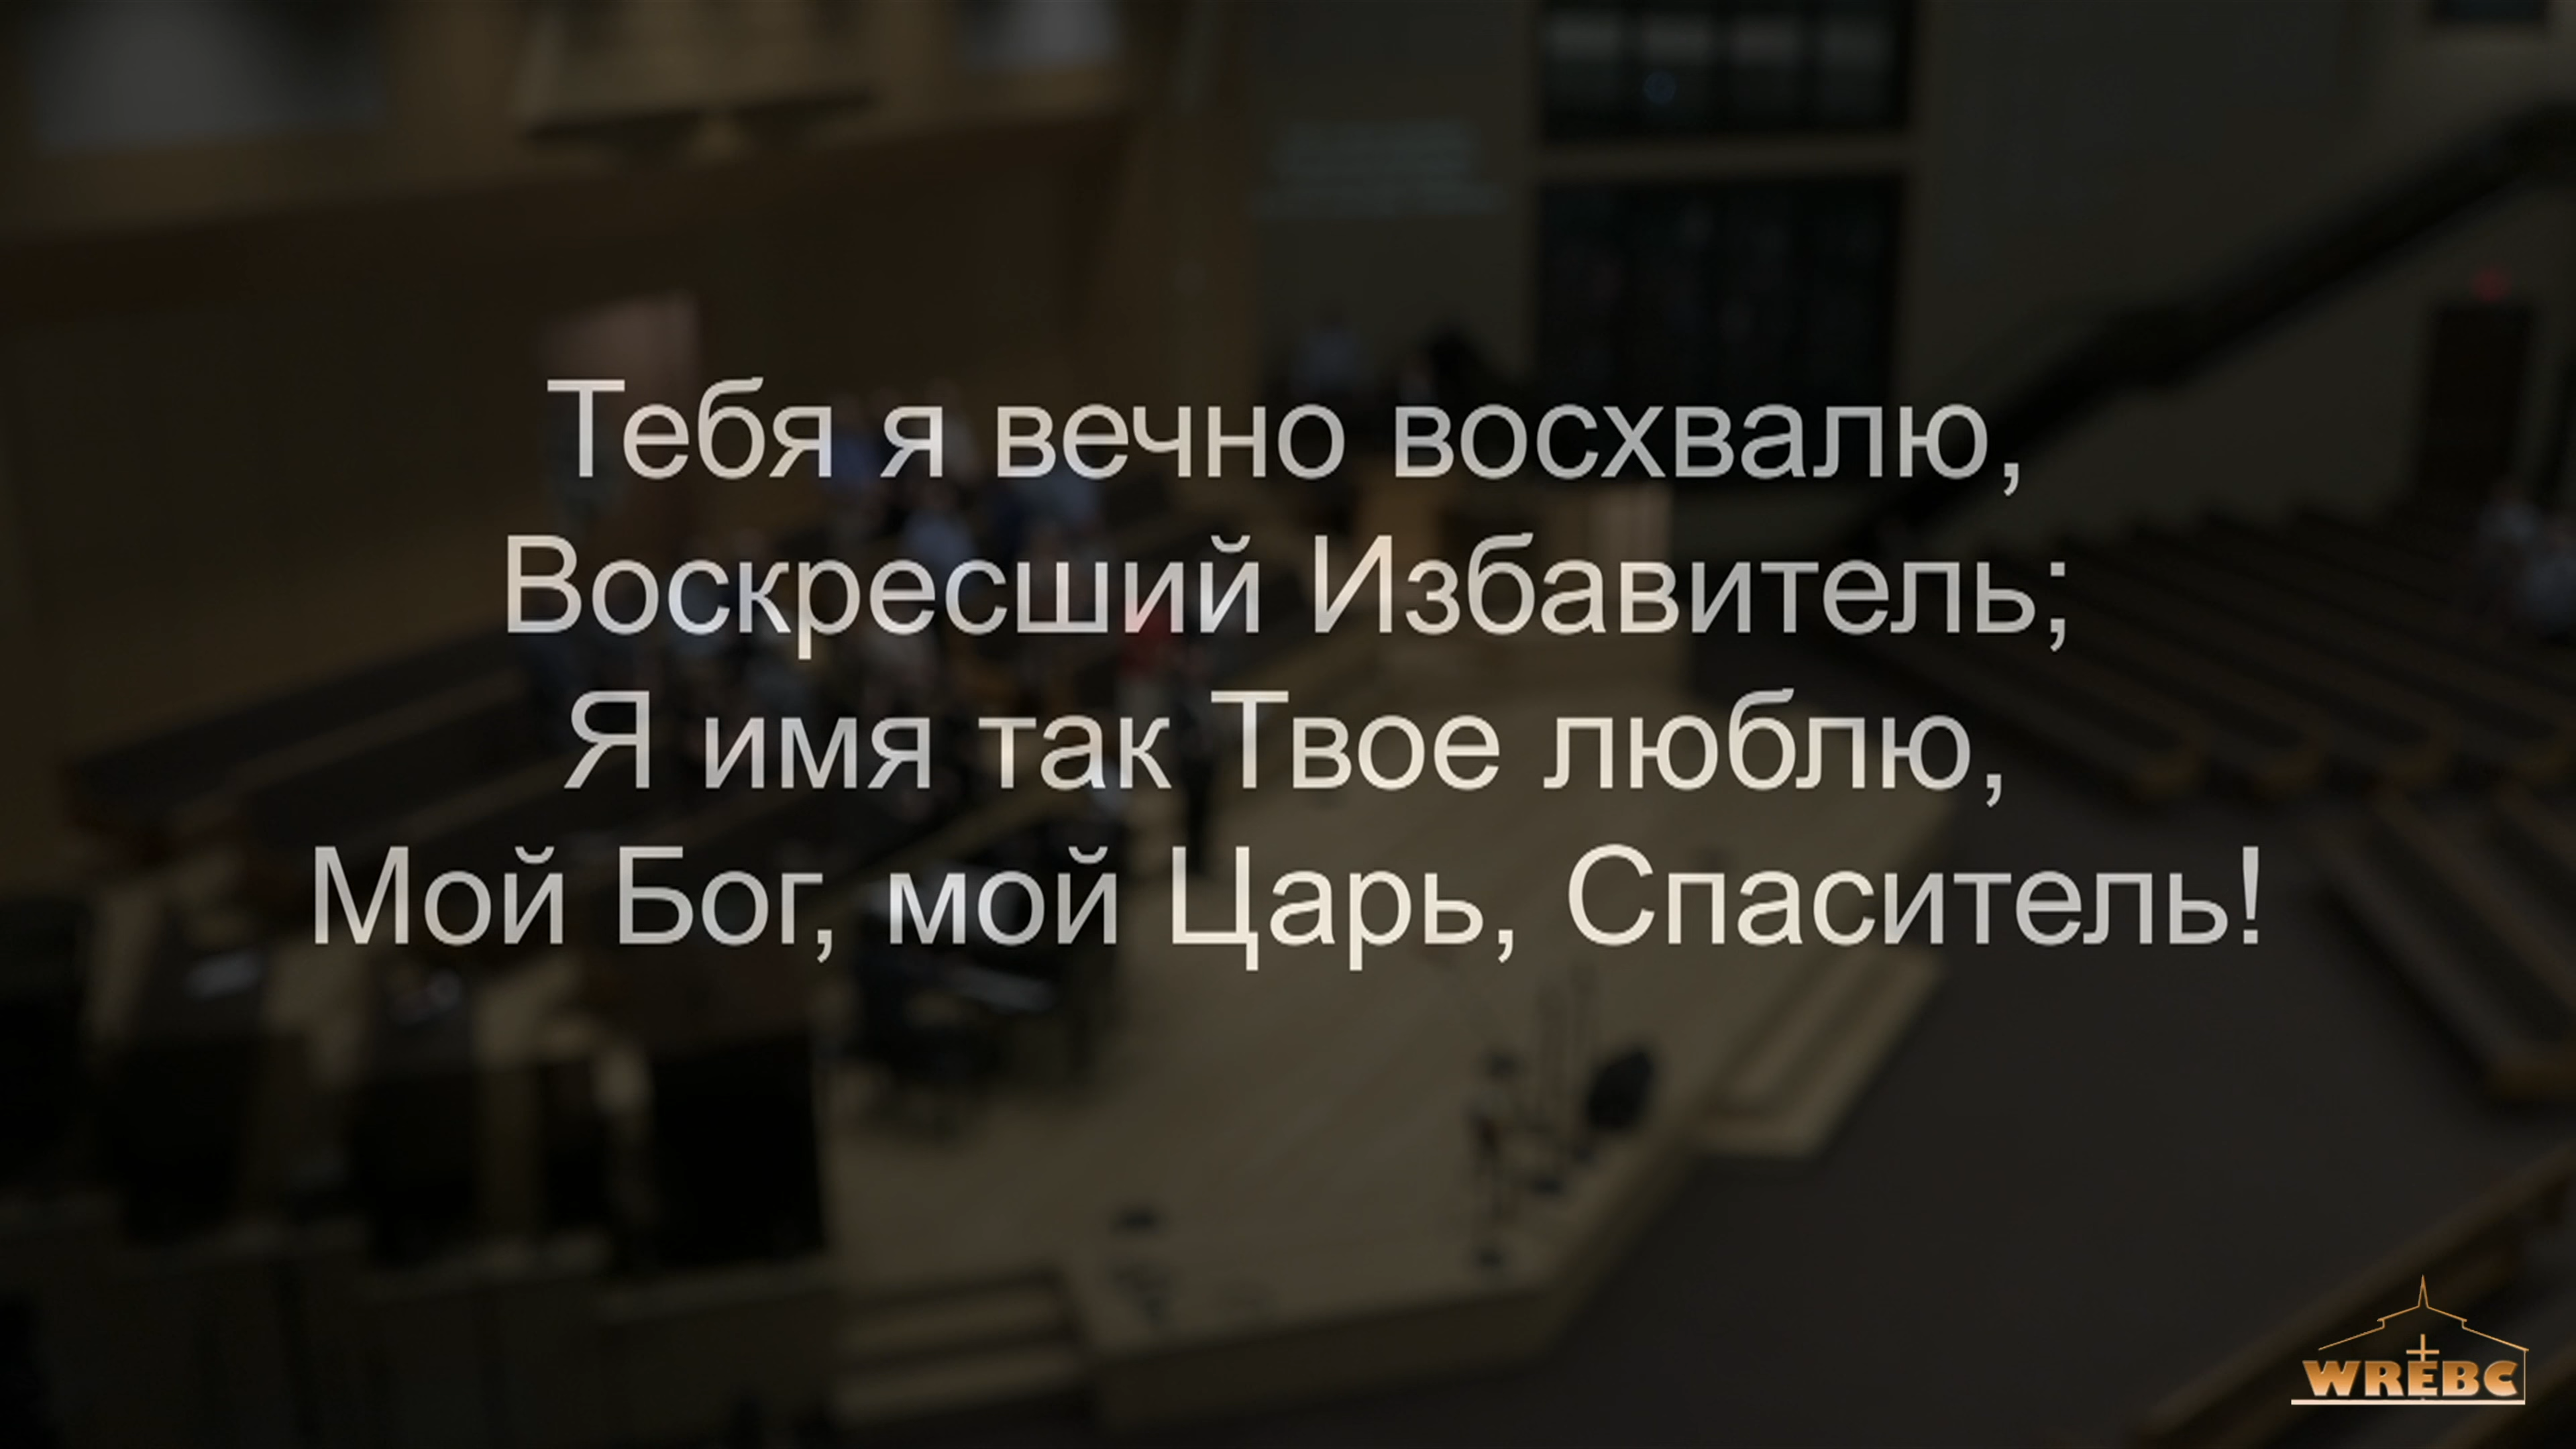 Тебя я вечно восхвалю,
Воскресший Избавитель;
Я имя так Твое люблю,
Мой Бог, мой Царь, Спаситель!
WREBC